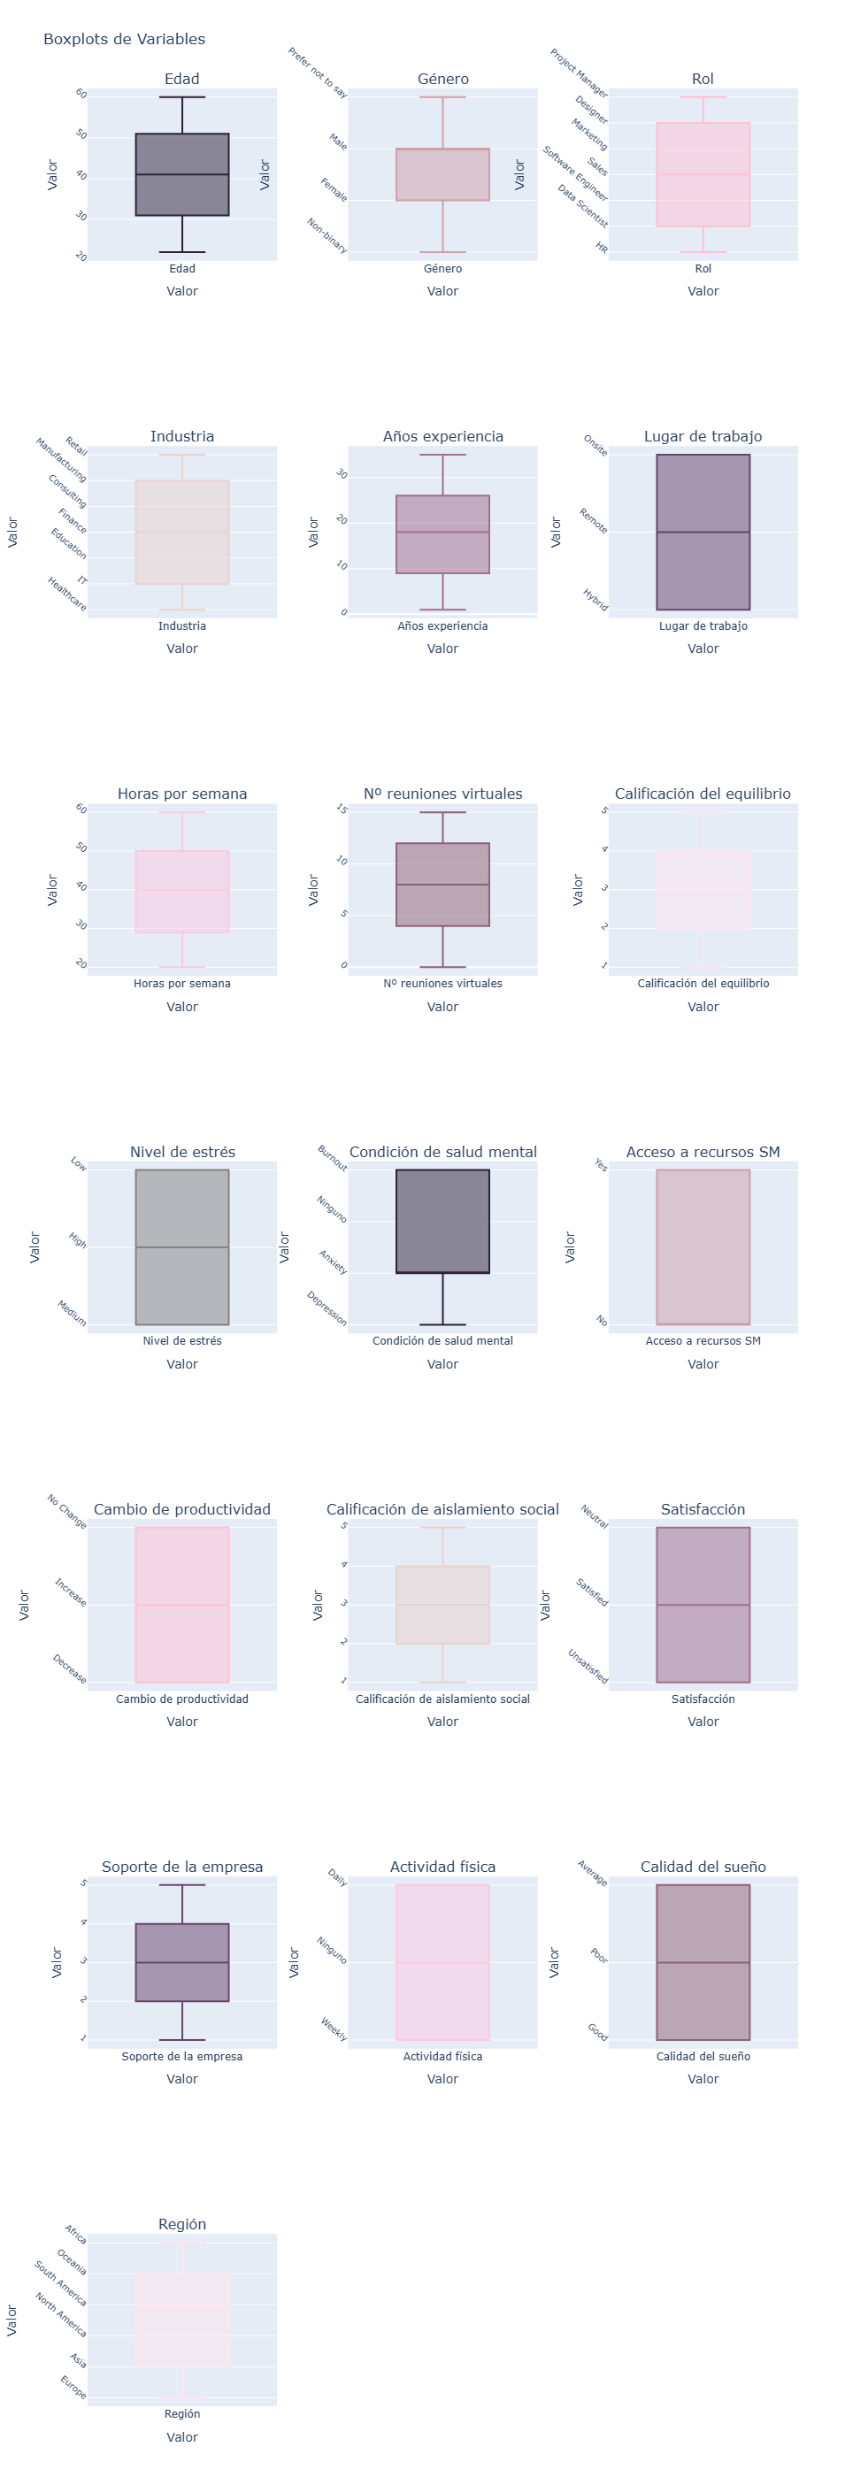 Boxplots de Variables
Edad
60
50
40
30
20
Valor
Edad
Valor
Género
Prefer not to say
Male
Female
Non-binary
Valor
Género
Valor
Rol
Project Manager
Designer
Marketing
Sales
Software Engineer
Data Scientist
HR
Valor
Rol
Valor
Industria
Retail
Manufacturing
Consulting
Finance
Education
IT
Healthcare
Valor
Industria
Valor
Años experiencia
30
20
10
0
Valor
Años experiencia
Valor
Lugar de trabajo
Onsite
Remote
Hybrid
Valor
Lugar de trabajo
Valor
Horas por semana
60
50
40
30
20
Valor
Horas por semana
Valor
Nº reuniones virtuales
15
10
5
0
Valor
Nº reuniones virtuales
Valor
Calificación del equilibrio
5
4
3
2
1
Valor
Calificación del equilibrio
Valor
Nivel de estrés
Low
High
Medium
Valor
Nivel de estrés
Valor
Condición de salud mental
Burnout
Ninguno
Anxiety
Depression
Valor
Condición de salud mental
Valor
Acceso a recursos SM
Yes
No
Valor
Acceso a recursos SM
Valor
Cambio de productividad
No Change
Increase
Decrease
Valor
Cambio de productividad
Valor
Calificación de aislamiento social
5
4
3
2
1
Valor
Calificación de aislamiento social
Valor
Satisfacción
Neutral
Satisfied
Unsatisfied
Valor
Satisfacción
Valor
Soporte de la empresa
5
4
3
2
1
Valor
Soporte de la empresa
Valor
Actividad física
Daily
Ninguno
Weekly
Valor
Actividad física
Valor
Calidad del sueño
Average
Poor
Good
Valor
Calidad del sueño
Valor
Región
Africa
Oceania
South America
North America
Asia
Europe
Valor
Región
Valor